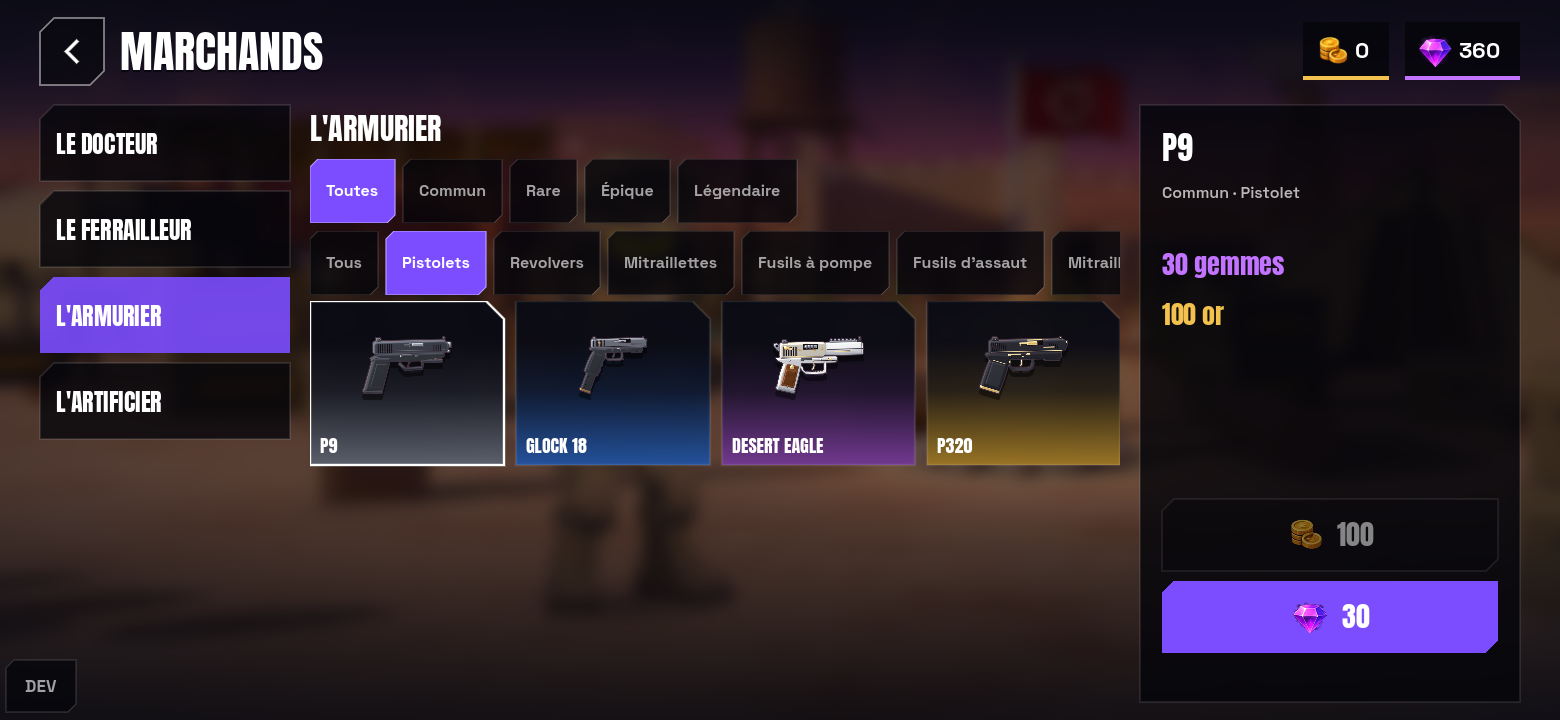 MARCHANDS
0
360
LE DOCTEUR
LE FERRAILLEUR
L'ARMURIER
L'ARTIFICIER
L'ARMURIER
Toutes
Commun
Rare
Épique
Légendaire
Tous
Pistolets
Revolvers
Mitraillettes
Fusils à pompe
Fusils d'assaut
Mitraill
P9
GLOCK 18
DESERT EAGLE
P320
P9
Commun · Pistolet
30 gemmes
100 or
100
30
DEV